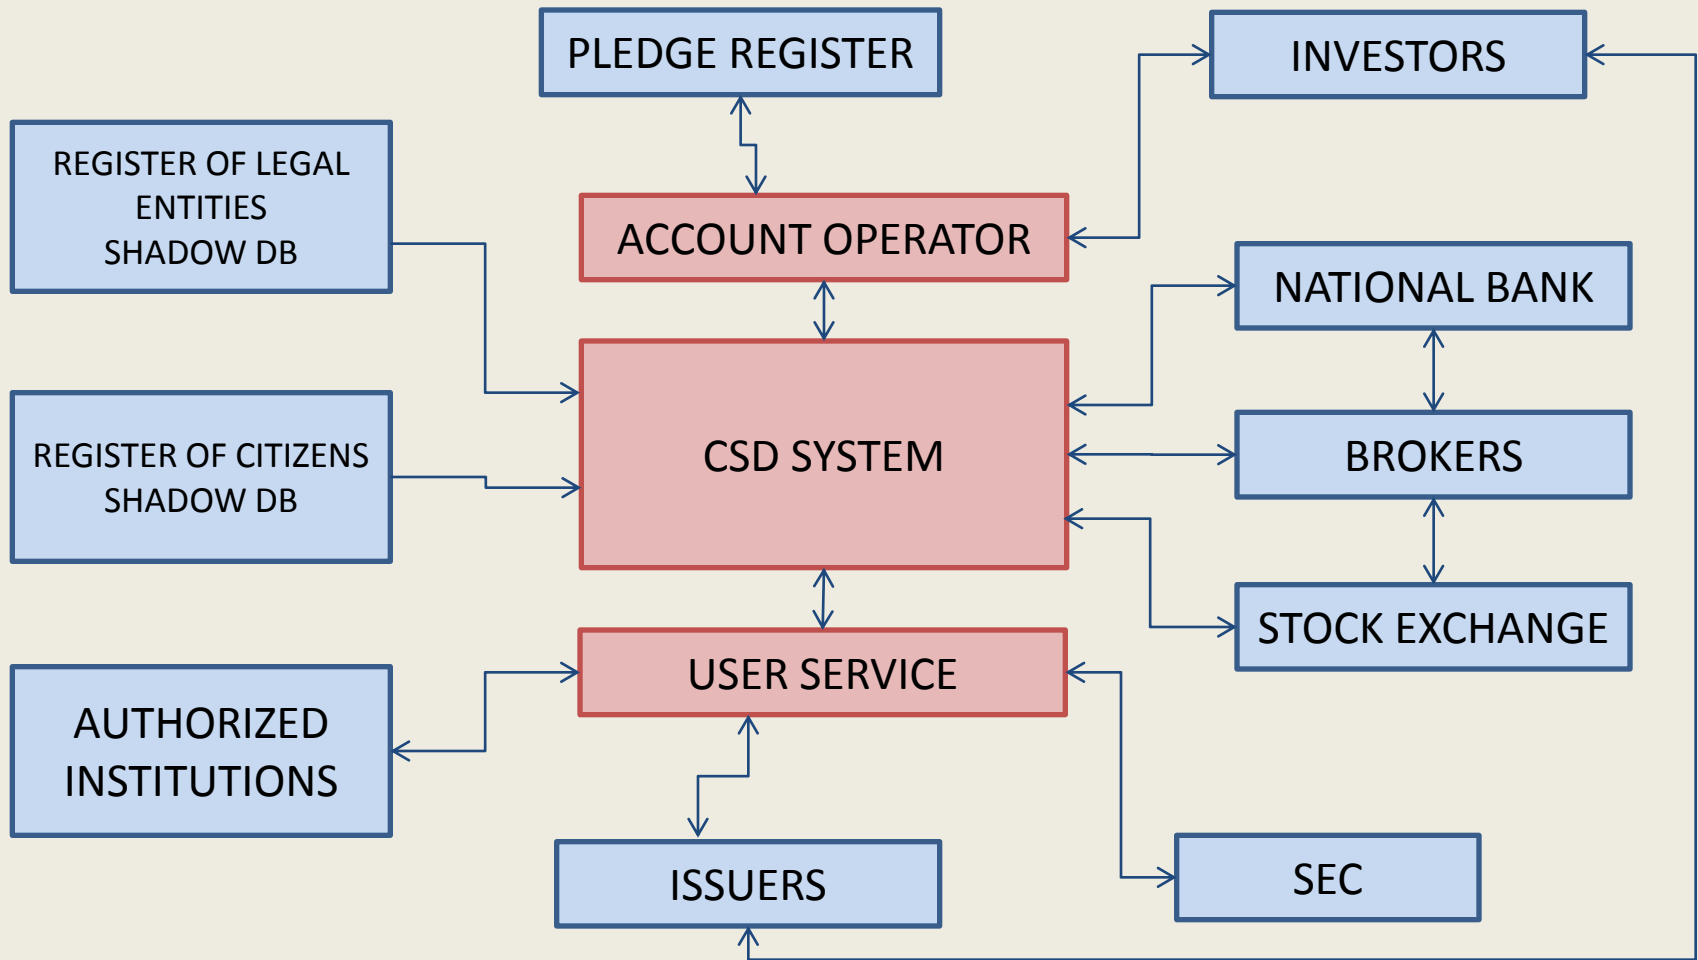 PLEDGE REGISTER
INVESTORS
REGISTER OF LEGAL
ENTITIES
SHADOW DB
ACCOUNT OPERATOR
NATIONAL BANK
REGISTER OF CITIZENS
SHADOW DB
CSD SYSTEM
BROKERS
STOCK EXCHANGE
USER SERVICE
AUTHORIZED
INSTITUTIONS
ISSUERS
SEC